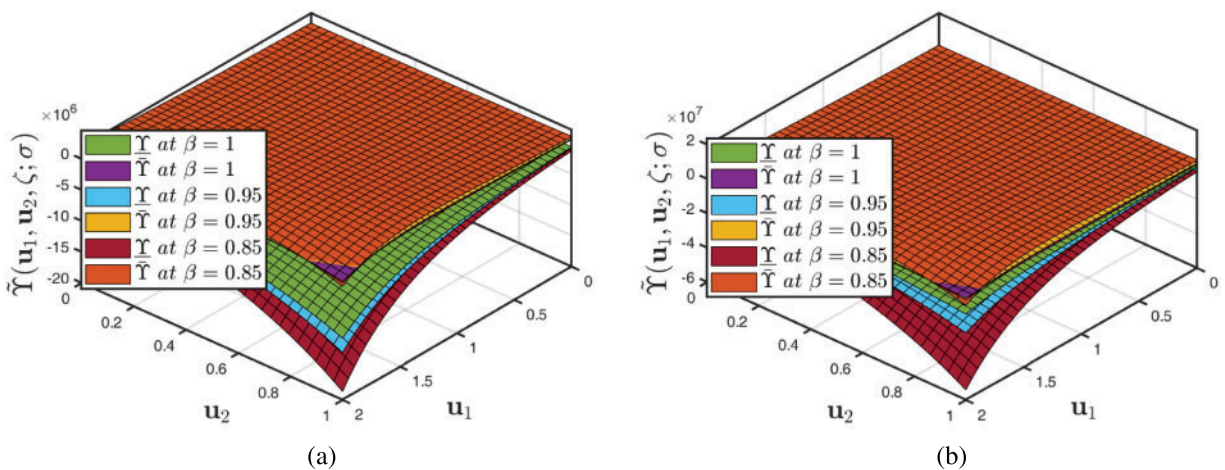 ×10⁶
Υ̃(u₁, u₂, ζ; σ)
0
-5
-10
-15
-20
Υ̲ at β = 1
Ῡ at β = 1
Υ̲ at β = 0.95
Ῡ at β = 0.95
Υ̲ at β = 0.85
Ῡ at β = 0.85
0
0.2
0.4
0.6
0.8
1
u₂
0
0.5
1
1.5
2
u₁
(a)
×10⁷
Υ̃(u₁, u₂, ζ; σ)
2
0
-2
-4
-6
Υ̲ at β = 1
Ῡ at β = 1
Υ̲ at β = 0.95
Ῡ at β = 0.95
Υ̲ at β = 0.85
Ῡ at β = 0.85
0
0.2
0.4
0.6
0.8
1
u₂
0
0.5
1
1.5
2
u₁
(b)